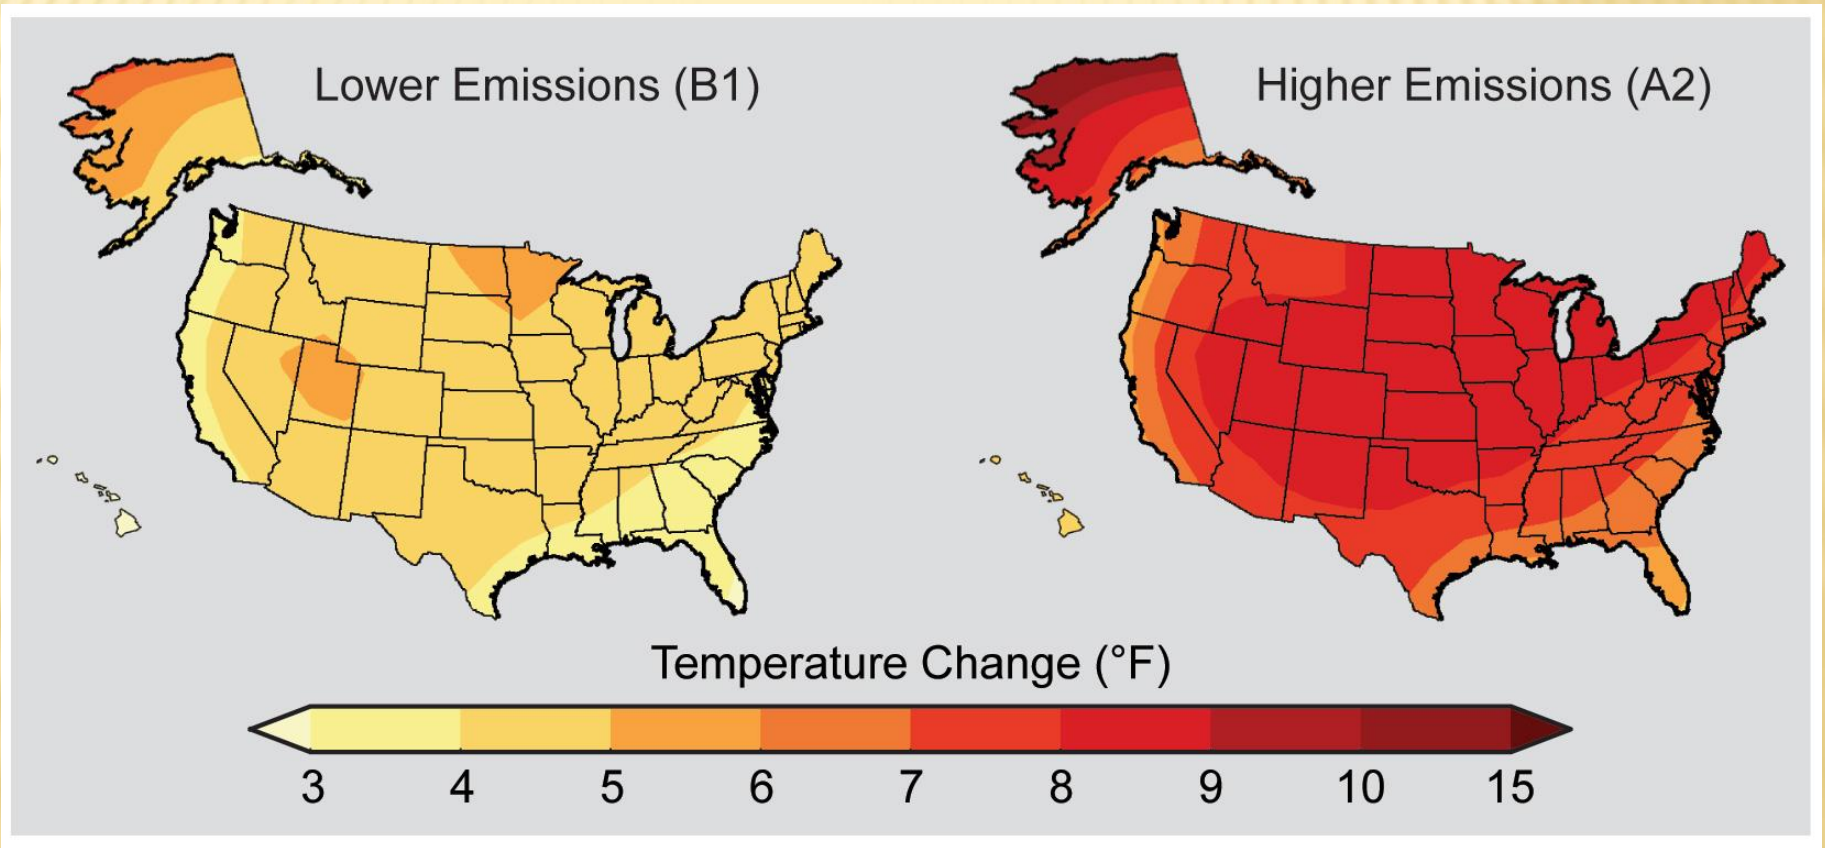 Lower Emissions (B1)
Higher Emissions (A2)
Temperature Change (°F)
3 4 5 6 7 8 9 10 15